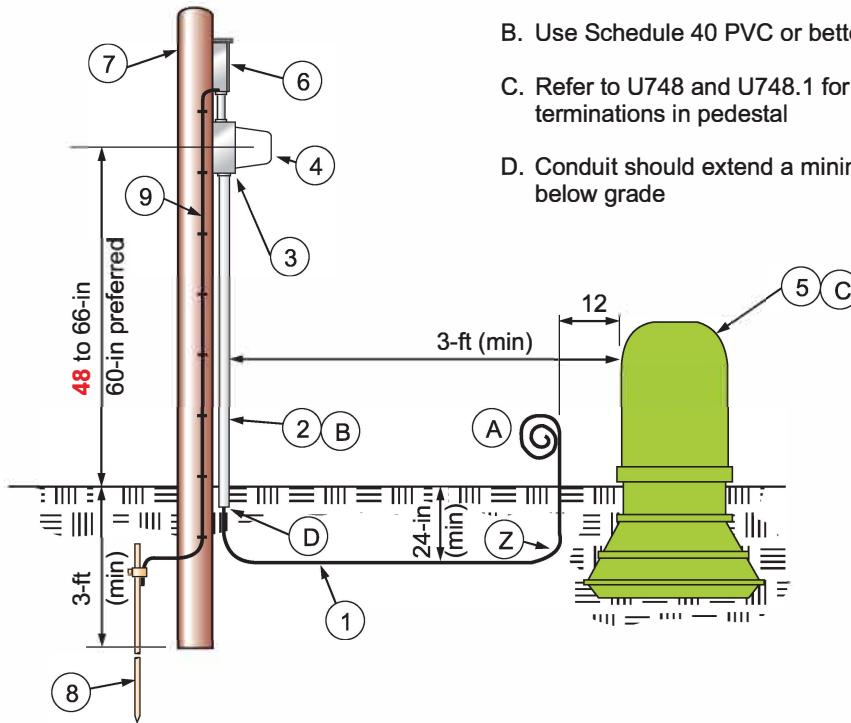 B. Use Schedule 40 PVC or bette
C. Refer to U748 and U748.1 for
terminations in pedestal
D. Conduit should extend a minin
below grade
7
6
4
9
3
5
C
12
3-ft (min)
48 to 66-in
60-in preferred
2
B
A
D
24-in
(min)
Z
3-ft
(min)
1
8